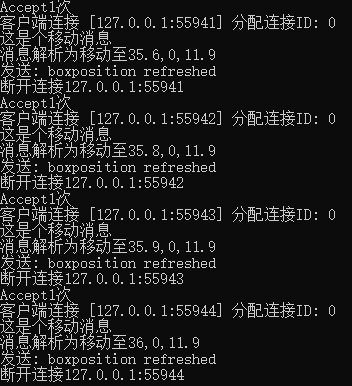 Accept1次
客户端连接 [127.0.0.1:55941] 分配连接ID: 0
这是个移动消息
消息解析为移动至35.6,0,11.9
发送: boxposition refreshed
断开连接127.0.0.1:55941
Accept1次
客户端连接 [127.0.0.1:55942] 分配连接ID: 0
这是个移动消息
消息解析为移动至35.8,0,11.9
发送: boxposition refreshed
断开连接127.0.0.1:55942
Accept1次
客户端连接 [127.0.0.1:55943] 分配连接ID: 0
这是个移动消息
消息解析为移动至35.9,0,11.9
发送: boxposition refreshed
断开连接127.0.0.1:55943
Accept1次
客户端连接 [127.0.0.1:55944] 分配连接ID: 0
这是个移动消息
消息解析为移动至36,0,11.9
发送: boxposition refreshed
断开连接127.0.0.1:55944